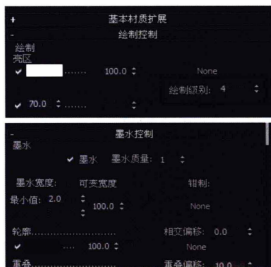 + 基本材质扩展
- 绘制控制
绘制
亮区
✔ ....... 100.0 None
绘制级别: 4
✔ 70.0
- 墨水控制
墨水
✔ 墨水 墨水质量: 1
墨水宽度: 可变宽度 钳制:
最小值: 2.0
100.0 None
轮廓....................... 相交偏移: 0.0
✔ .... 100.0 None
重叠....................... 重叠偏移: 10.0